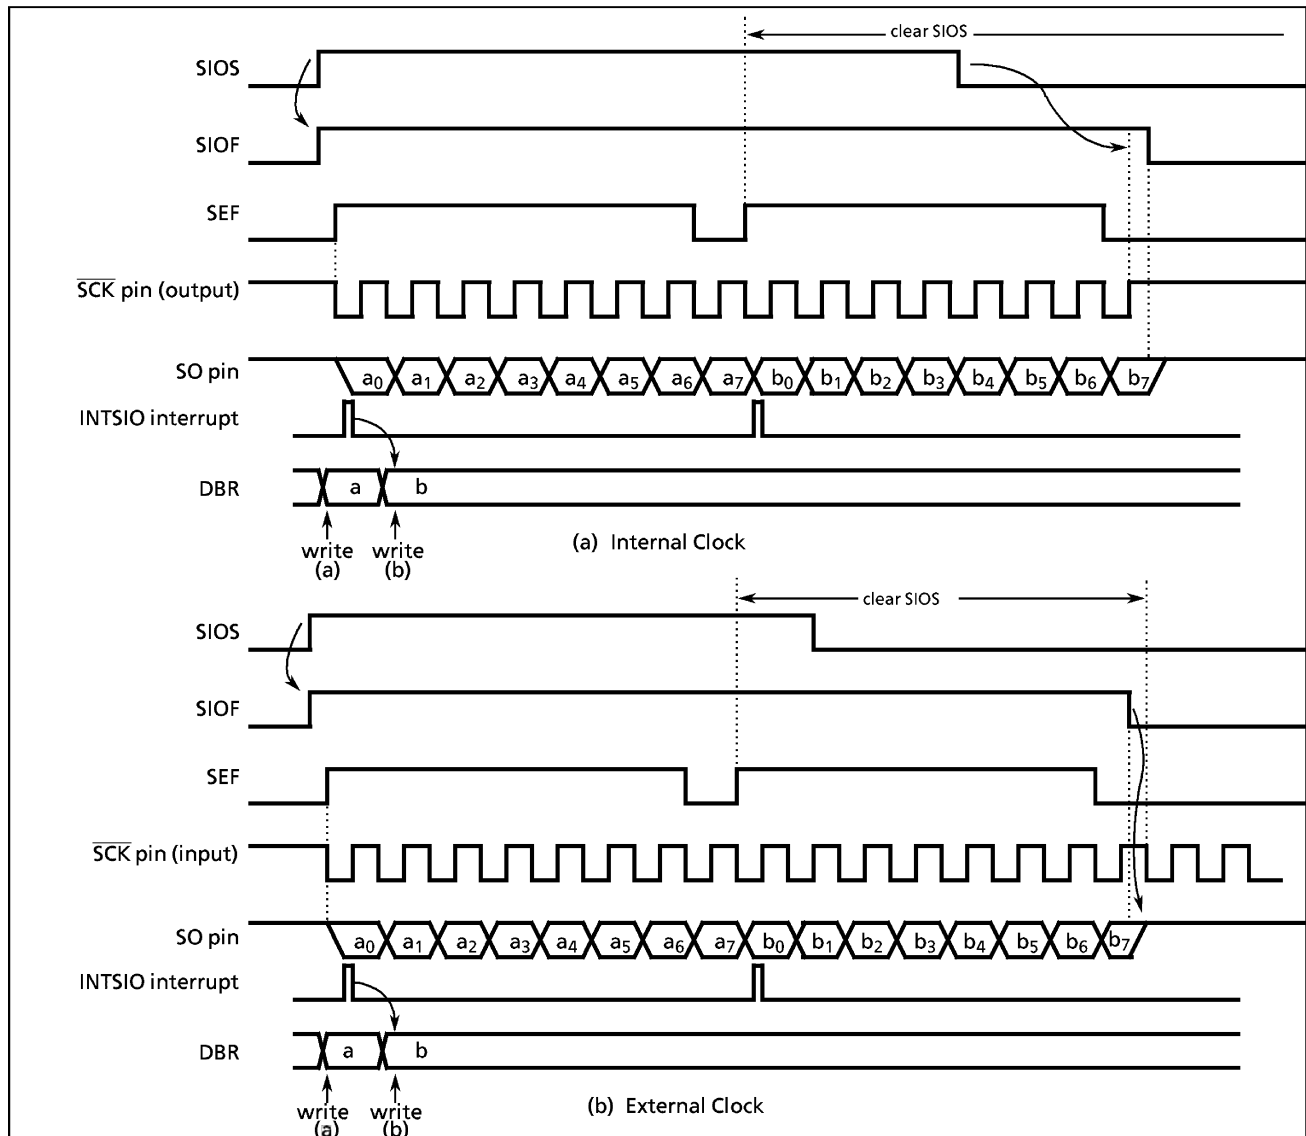 clear SIOS
SIOS
SIOF
SEF
SCK pin (output)
SO pin a0 a1 a2 a3 a4 a5 a6 a7 b0 b1 b2 b3 b4 b5 b6 b7
INTSIO interrupt
DBR a b
write (a) write (b)
(a) Internal Clock
clear SIOS
SIOS
SIOF
SEF
SCK pin (input)
SO pin a0 a1 a2 a3 a4 a5 a6 a7 b0 b1 b2 b3 b4 b5 b6 b7
INTSIO interrupt
DBR a b
write (a) write (b)
(b) External Clock